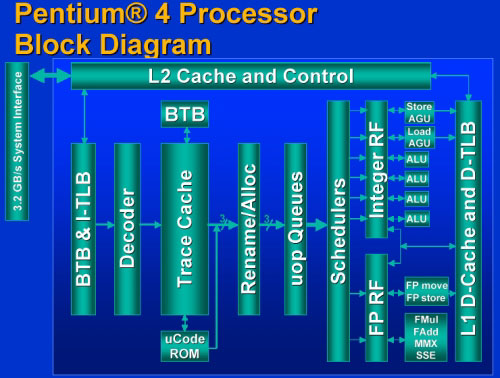 Pentium® 4 Processor
Block Diagram
3.2 GB/s System Interface
L2 Cache and Control
BTB
BTB & I-TLB
Decoder
Trace Cache
3
Rename/Alloc
3
uop Queues
Schedulers
Integer RF
FP RF
Store
AGU
Load
AGU
ALU
ALU
ALU
ALU
FP move
FP store
FMul
FAdd
MMX
SSE
L1 D-Cache and D-TLB
uCode
ROM